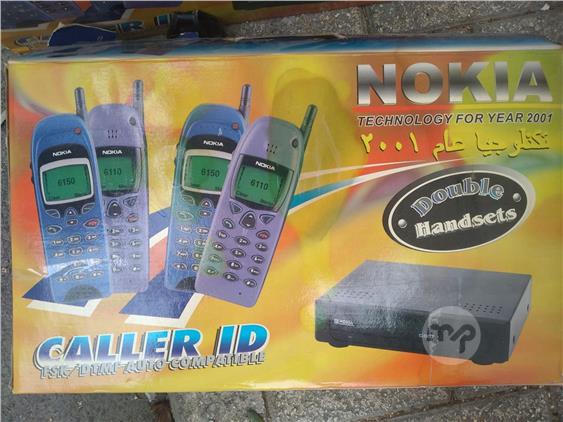 NOKIA
TECHNOLOGY FOR YEAR 2001
تكنلوجيا عام ٢٠٠١
Double
Handsets
NOKIA
6150
NOKIA
6110
NOKIA
6150
NOKIA
6110
CALLER ID
FSK/DTMF AUTO COMPATIBLE